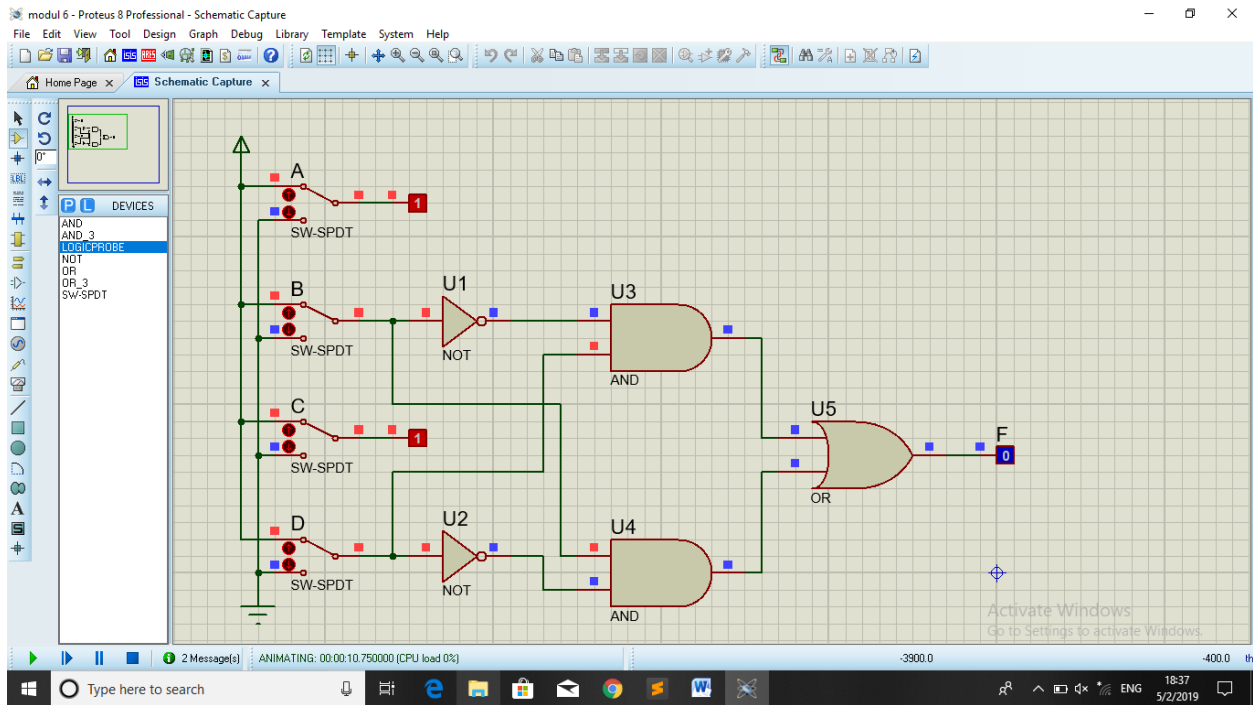 modul 6 - Proteus 8 Professional - Schematic Capture
File Edit View Tool Design Graph Debug Library Template System Help
Home Page x
Schematic Capture x
0°
LBL
A
S
P L DEVICES
AND
AND_3
LOGICPROBE
NOT
OR
OR_3
SW-SPDT
A
1
SW-SPDT
B
SW-SPDT
U1
NOT
U3
AND
C
1
SW-SPDT
D
SW-SPDT
U2
NOT
U4
AND
U5
OR
F
0
Activate Windows
Go to Settings to activate Windows.
2 Message(s) ANIMATING: 00:00:10.750000 (CPU load 0%) -3900.0 -400.0 th
Type here to search
ENG
18:37
5/2/2019